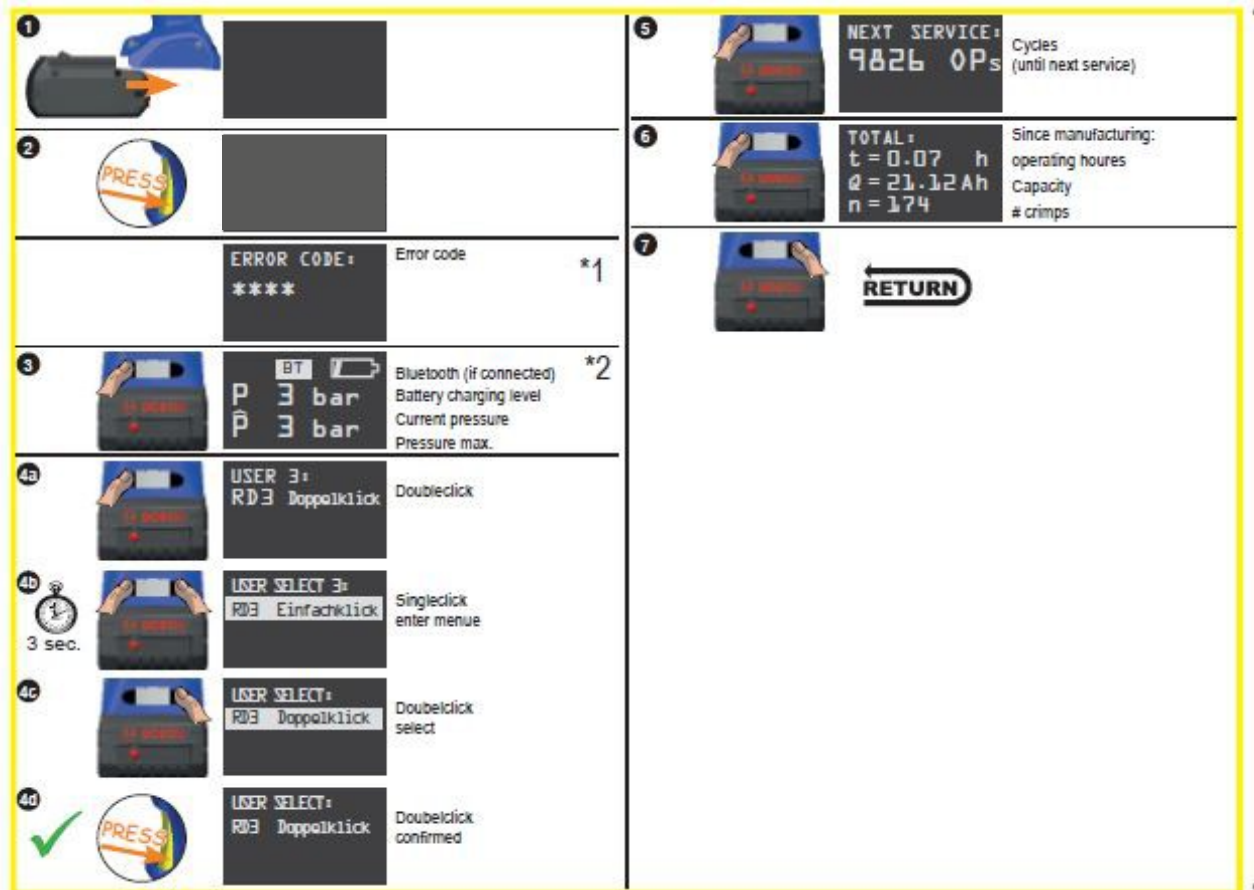 1
2
PRESS
ERROR CODE:
****
Error code
*1
3
BT
P 3 bar
P̂ 3 bar
Bluetooth (if connected)
Battery charging level
Current pressure
Pressure max.
*2
4a
USER 3:
RD3 Doppelklick
Doubleclick
4b
3 sec.
USER SELECT 3:
RD3 Einfachklick
Singleclick
enter menue
4c
USER SELECT:
RD3 Doppelklick
Doubelclick
select
4d
PRESS
USER SELECT:
RD3 Doppelklick
Doubelclick
confirmed
5
NEXT SERVICE:
9826 OPs
Cycles
(until next service)
6
TOTAL:
t = 0.07 h
Q = 21.12 Ah
n = 174
Since manufacturing:
operating houres
Capacity
# crimps
7
RETURN